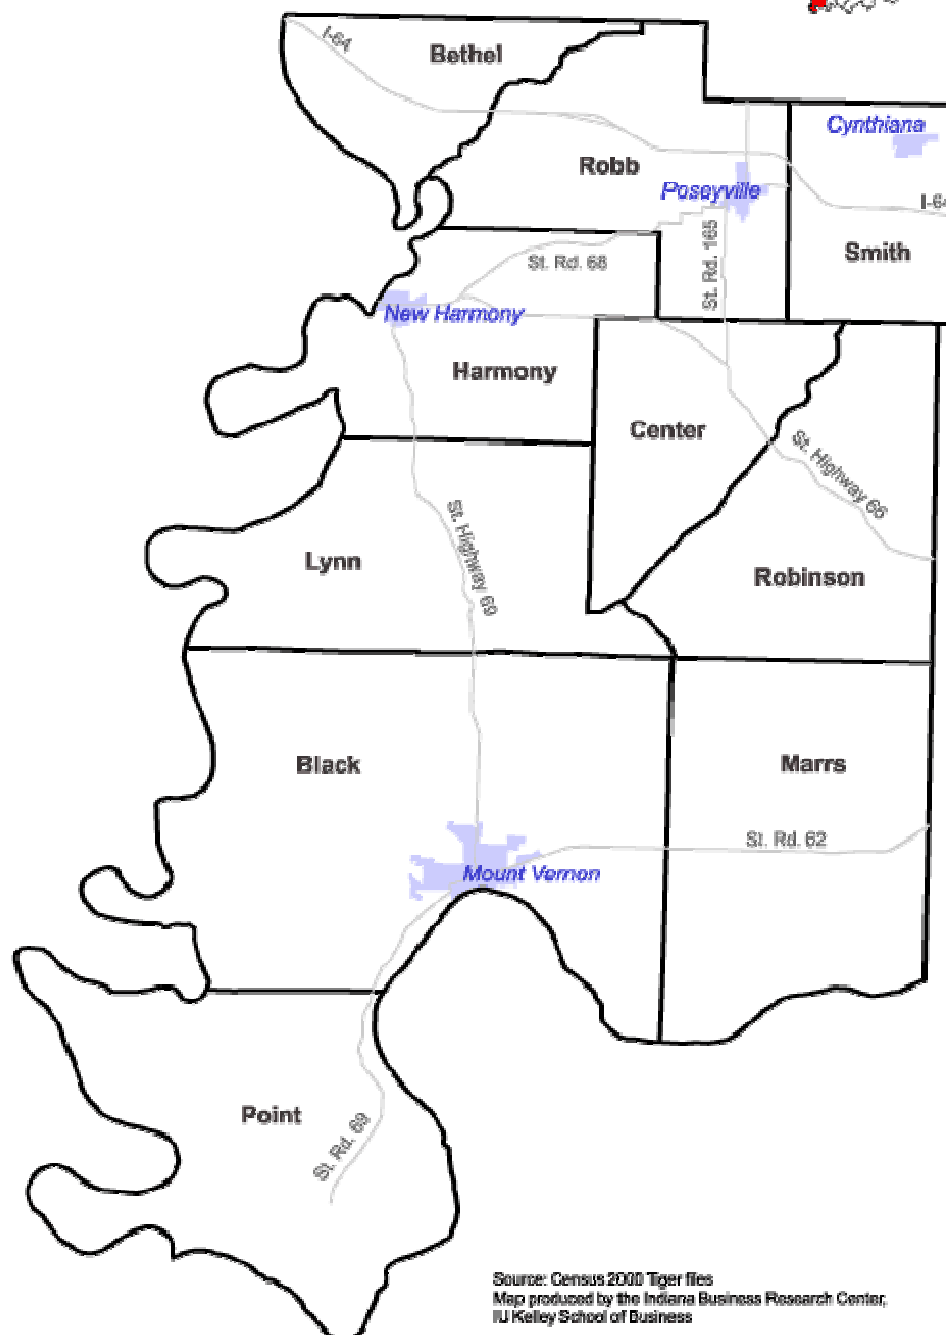 I-64
Bethel
Cynthiana
Robb
Poseyville
I-64
St. Rd. 165
Smith
St. Rd. 68
New Harmony
Harmony
Center
St. Highway 66
St. Highway 69
Lynn
Robinson
Black
Marrs
St. Rd. 62
Mount Vernon
Point
St. Rd. 69
Source: Census 2000 Tiger files
Map produced by the Indiana Business Research Center,
IU Kelley School of Business